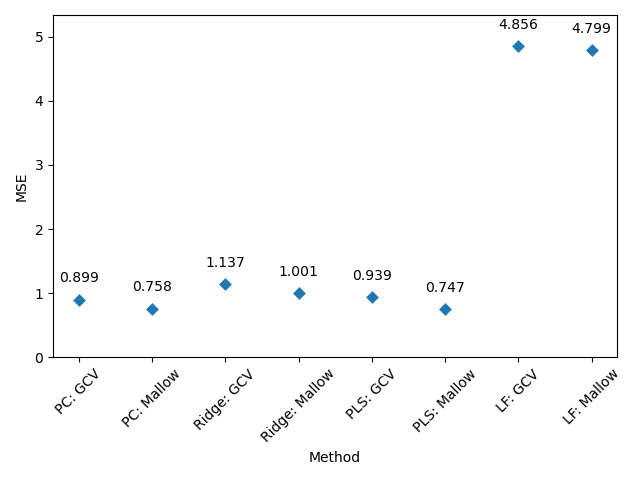 4.856
4.799
5
4
3
2
1
0
MSE
0.899
0.758
1.137
1.001
0.939
0.747
PC: GCV
PC: Mallow
Ridge: GCV
Ridge: Mallow
PLS: GCV
PLS: Mallow
LF: GCV
LF: Mallow
Method